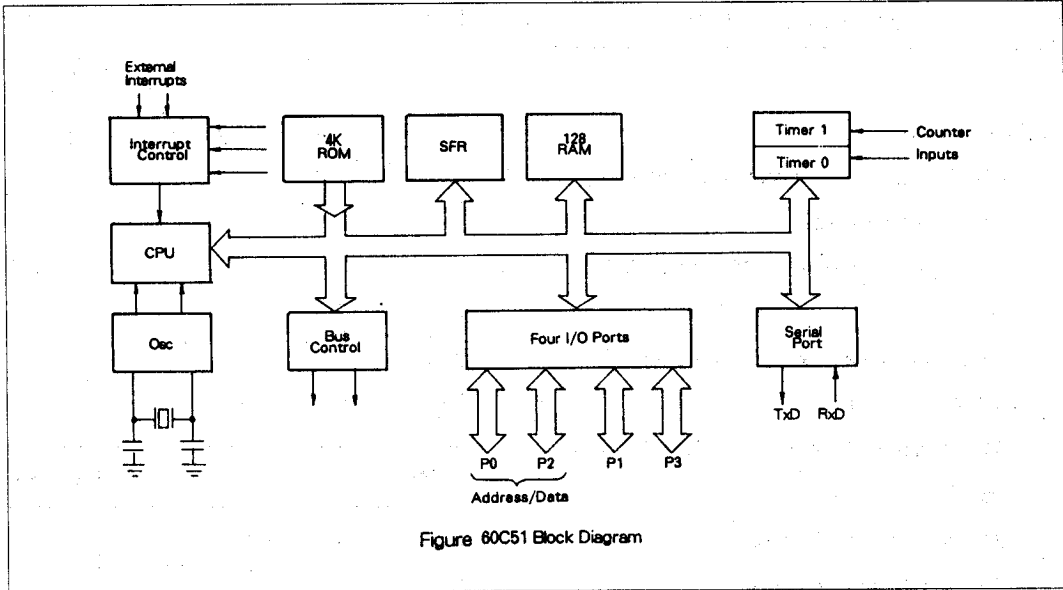 External
Interrupts
Interrupt
Control
4K
ROM
SFR
128
RAM
Timer 1
Timer 0
Counter
Inputs
CPU
Osc
Bus
Control
Four I/O Ports
Serial
Port
TxD RxD
P0 P2 P1 P3
Address/Data
Figure 60C51 Block Diagram